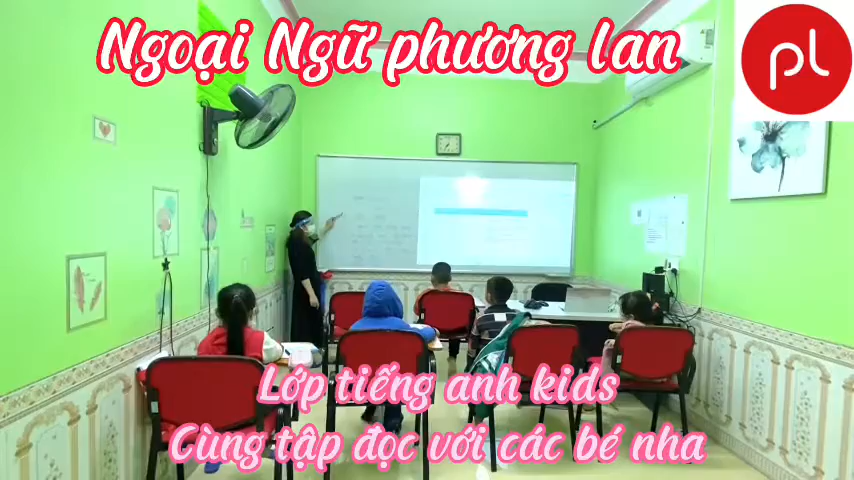 Ngoại Ngữ phương lan
pl
Lớp tiếng anh kids
Cùng tập đọc với các bé nha